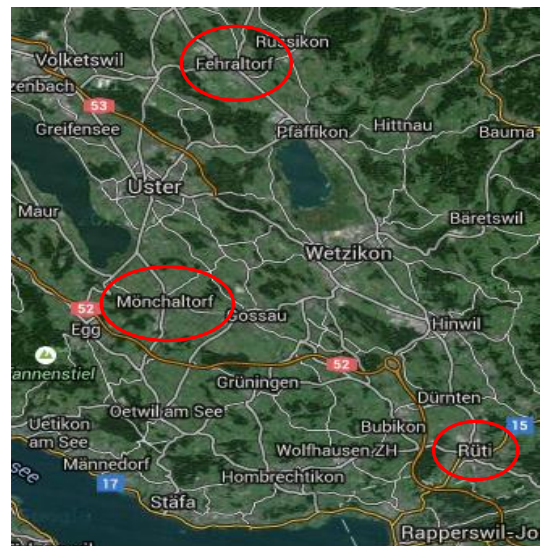 Russikon
Volketswil
Fehraltorf
zenbach
53
Greifensee
Pfäffikon
Hittnau
Bauma
Uster
Maur
Bäretswil
Wetzikon
Mönchaltorf
52
Gossau
Egg
Hinwil
52
annenstiel
Grüningen
Dürnten
Oetwil am See
Uetikon
am See
Bubikon
15
Männedorf
Wolfhausen ZH
Rüti
see
17
Hombrechtikon
Stäfa
Rapperswil-Jo